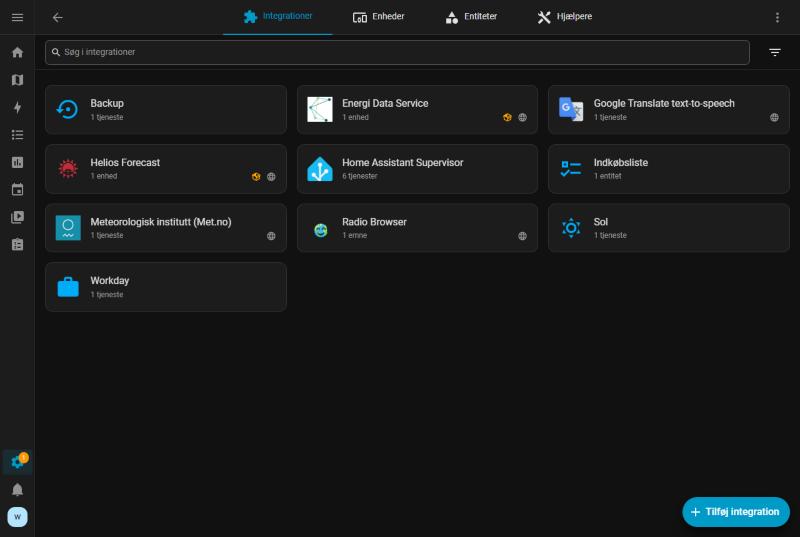 Integrationer
Enheder
Entiteter
Hjælpere
Søg i integrationer
Backup
1 tjeneste
Energi Data Service
1 enhed
Google Translate text-to-speech
1 tjeneste
Helios Forecast
1 enhed
Home Assistant Supervisor
6 tjenester
Indkøbsliste
1 entitet
Meteorologisk institutt (Met.no)
1 tjeneste
Radio Browser
1 emne
Sol
1 tjeneste
Workday
1 tjeneste
1
W
Tilføj integration